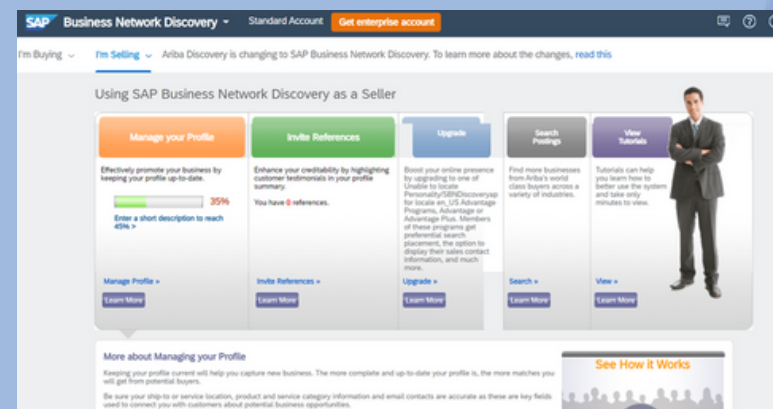 SAP Business Network Discovery Standard Account Get enterprise account
I'm Buying I'm Selling Ariba Discovery is changing to SAP Business Network Discovery. To learn more about the changes, read this
Using SAP Business Network Discovery as a Seller
Manage your Profile
Effectively promote your business by
keeping your profile up-to-date.
35%
Enter a short description to reach
45% >
Manage Profile »
Learn More
Invite References
Enhance your creditability by highlighting
customer testimonials in your profile
summary.
You have 0 references.
Invite References »
Learn More
Upgrade
Boost your online presence
by upgrading to one of
Unable to locate
Personality/SBNDiscoveryap
for locale en_US Advantage
Programs, Advantage or
Advantage Plus. Members
of these programs get
preferential search
placement, the option to
display their sales contact
information, and much
more.
Upgrade »
Learn More
Search
Postings
Find more businesses
from Ariba's world
class buyers across a
variety of industries.
Search »
Learn More
View
Tutorials
Tutorials can help
you learn how to
better use the system
and take only
minutes to view.
View »
Learn More
More about Managing your Profile
Keeping your profile current will help you capture new business. The more complete and up-to-date your profile is, the more matches you
will get from potential buyers.
Be sure your ship-to or service location, product and service category information and email contacts are accurate as these are key fields
used to connect you with customers about potential business opportunities.
See How it Works